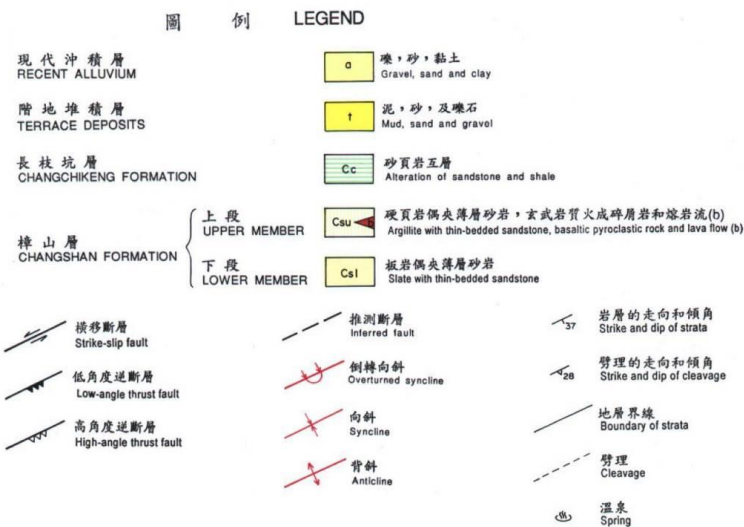 圖 例 LEGEND
現代沖積層
RECENT ALLUVIUM
a
礫，砂，黏土
Gravel, sand and clay
階地堆積層
TERRACE DEPOSITS
t
泥，砂，及礫石
Mud, sand and gravel
長枝坑層
CHANGCHIKENG FORMATION
Cc
砂頁岩互層
Alteration of sandstone and shale
樟山層
CHANGSHAN FORMATION
上段
UPPER MEMBER
Csu b
硬頁岩偶夾薄層砂岩，玄武岩質火成碎屑岩和熔岩流(b)
Argillite with thin-bedded sandstone, basaltic pyroclastic rock and lava flow (b)
下段
LOWER MEMBER
Csl
板岩偶夾薄層砂岩
Slate with thin-bedded sandstone
橫移斷層
Strike-slip fault
低角度逆斷層
Low-angle thrust fault
高角度逆斷層
High-angle thrust fault
推測斷層
Inferred fault
倒轉向斜
Overturned syncline
向斜
Syncline
背斜
Anticline
37
岩層的走向和傾角
Strike and dip of strata
28
劈理的走向和傾角
Strike and dip of cleavage
地層界線
Boundary of strata
劈理
Cleavage
溫泉
Spring